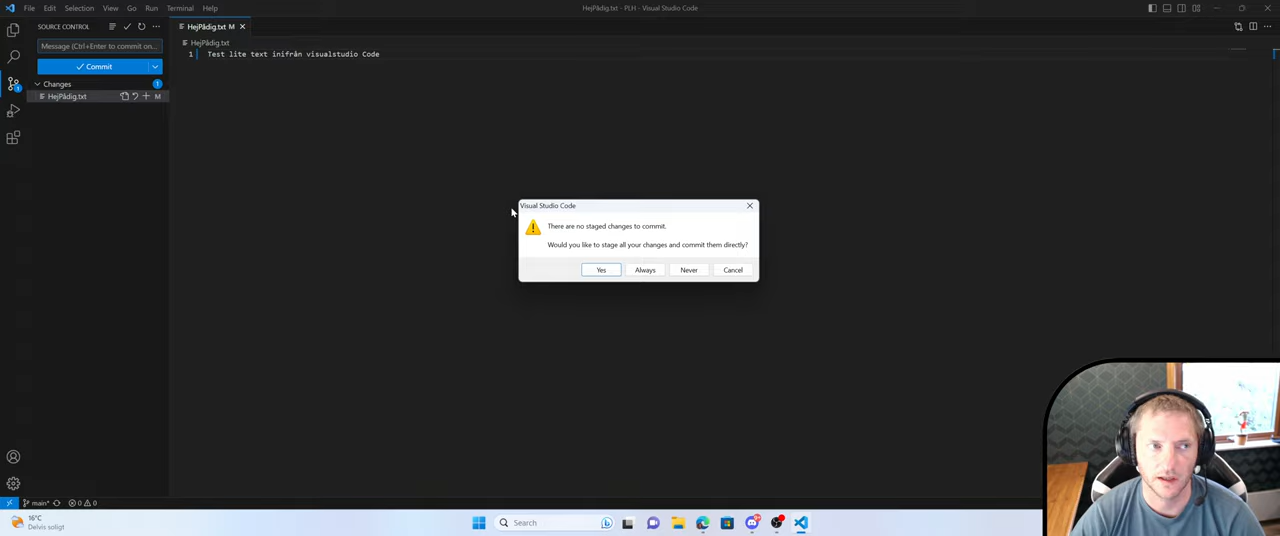 File Edit Selection View Go Run Terminal Help
HejPådig.txt - PLH - Visual Studio Code
SOURCE CONTROL
HejPådig.txt M
Message (Ctrl+Enter to commit on...
HejPådig.txt
1 Test lite text inifrån visualstudio Code
Commit
Changes 1
HejPådig.txt M
1
Visual Studio Code
There are no staged changes to commit.
Would you like to stage all your changes and commit them directly?
Yes Always Never Cancel
main* 0 0
16°C
Delvis soligt
Search